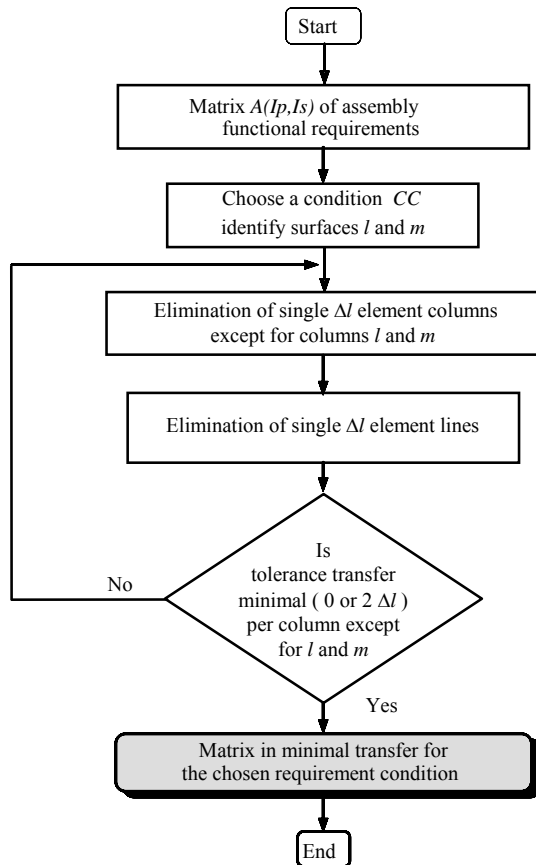 Start
Matrix A(Ip,Is) of assembly
functional requirements
Choose a condition CC
identify surfaces l and m
Elimination of single Δl element columns
except for columns l and m
Elimination of single Δl element lines
Is
tolerance transfer
minimal ( 0 or 2 Δl )
per column except
for l and m
No
Yes
Matrix in minimal transfer for
the chosen requirement condition
End